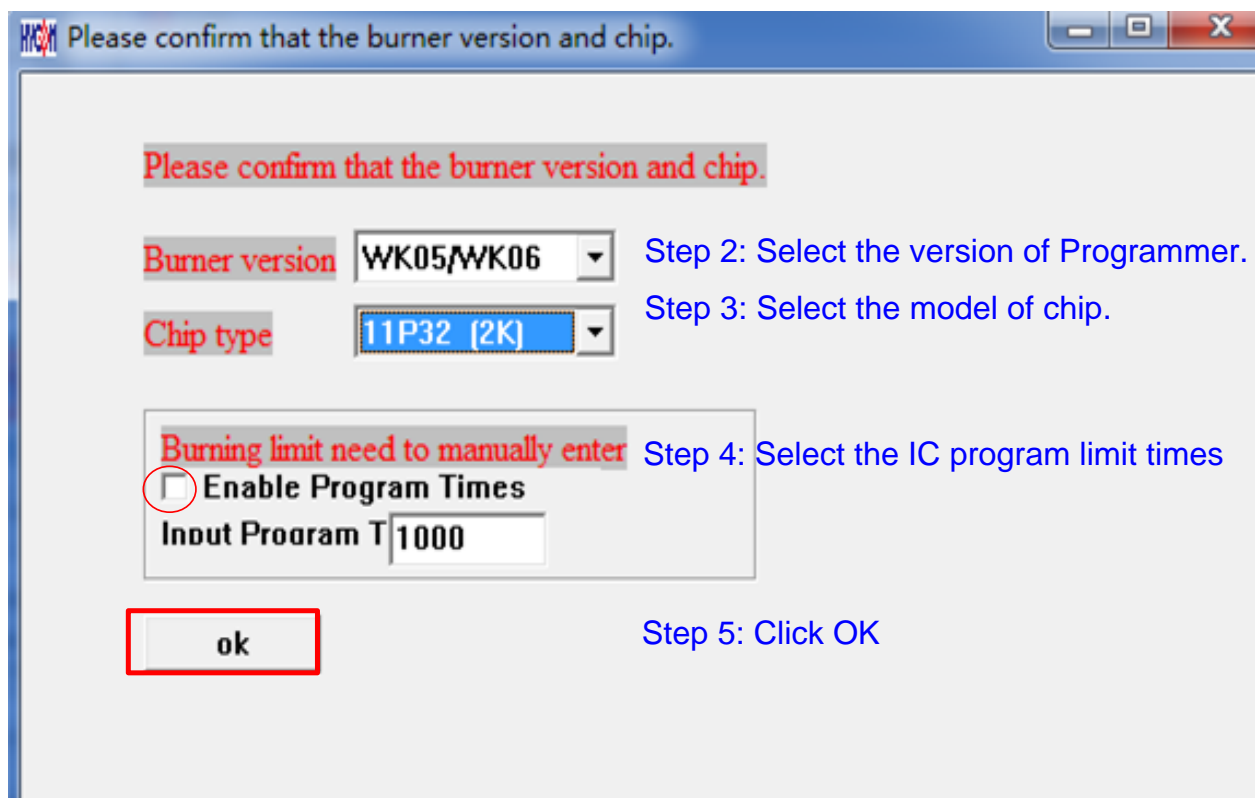 HYCON Please confirm that the burner version and chip.
Please confirm that the burner version and chip.
Burner version WK05/WK06 Step 2: Select the version of Programmer.
Chip type 11P32 (2K) Step 3: Select the model of chip.
Burning limit need to manually enter Step 4: Select the IC program limit times
Enable Program Times
Input Program T 1000
ok Step 5: Click OK